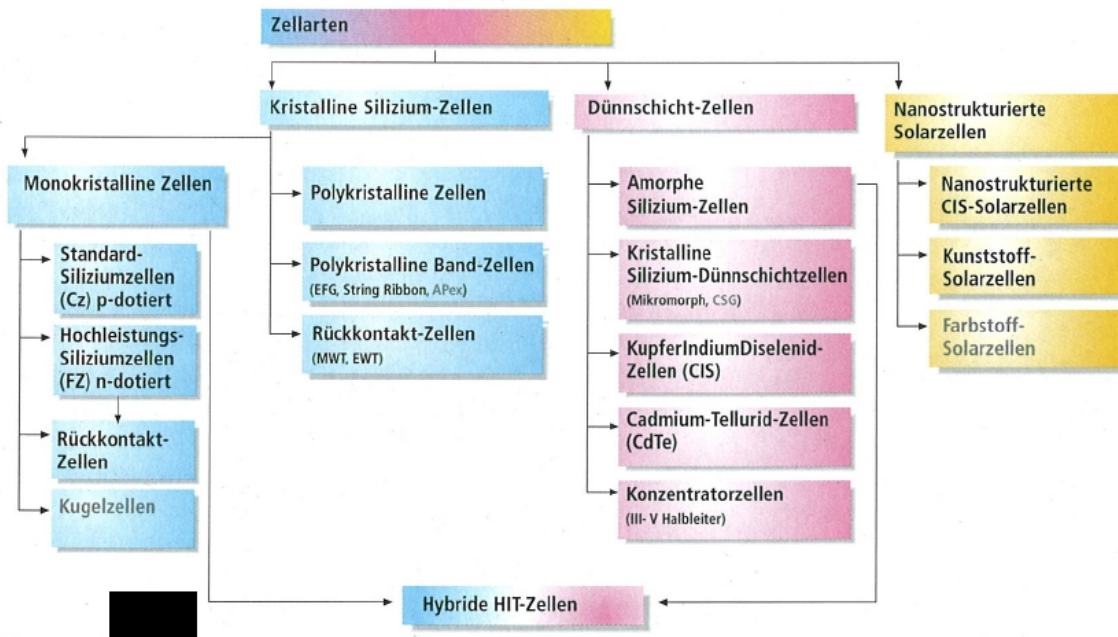 Zellarten
Kristalline Silizium-Zellen
Dünnschicht-Zellen
Nanostrukturierte
Solarzellen
Monokristalline Zellen
Standard-
Siliziumzellen
(Cz) p-dotiert
Hochleistungs-
Siliziumzellen
(FZ) n-dotiert
Rückkontakt-
Zellen
Kugelzellen
Polykristalline Zellen
Polykristalline Band-Zellen
(EFG, String Ribbon, APex)
Rückkontakt-Zellen
(MWT, EWT)
Amorphe
Silizium-Zellen
Kristalline
Silizium-Dünnschichtzellen
(Mikromorph, CSG)
KupferIndiumDiselenid-
Zellen (CIS)
Cadmium-Tellurid-Zellen
(CdTe)
Konzentratorzellen
(III- V Halbleiter)
Nanostrukturierte
CIS-Solarzellen
Kunststoff-
Solarzellen
Farbstoff-
Solarzellen
Hybride HIT-Zellen